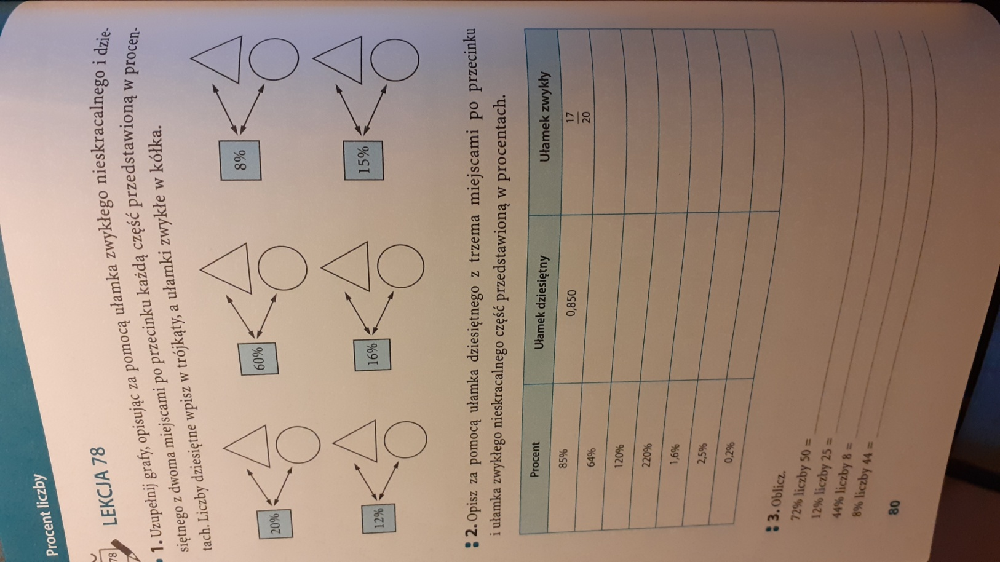 Procent liczby
78
LEKCJA 78
1. Uzupełnij grafy, opisując za pomocą ułamka zwykłego nieskracalnego i dzie-
siętnego z dwoma miejscami po przecinku każdą część przedstawioną w procen-
tach. Liczby dziesiętne wpisz w trójkąty, a ułamki zwykłe w kółka.
20% 60% 8%
12% 16% 15%
2. Opisz za pomocą ułamka dziesiętnego z trzema miejscami po przecinku
i ułamka zwykłego nieskracalnego część przedstawioną w procentach.
Procent Ułamek dziesiętny Ułamek zwykły
85% 0,850 17/20
64%
120%
220%
1,6%
2,5%
0,2%
3. Oblicz.
72% liczby 50 =
12% liczby 25 =
44% liczby 8 =
8% liczby 44 =
80